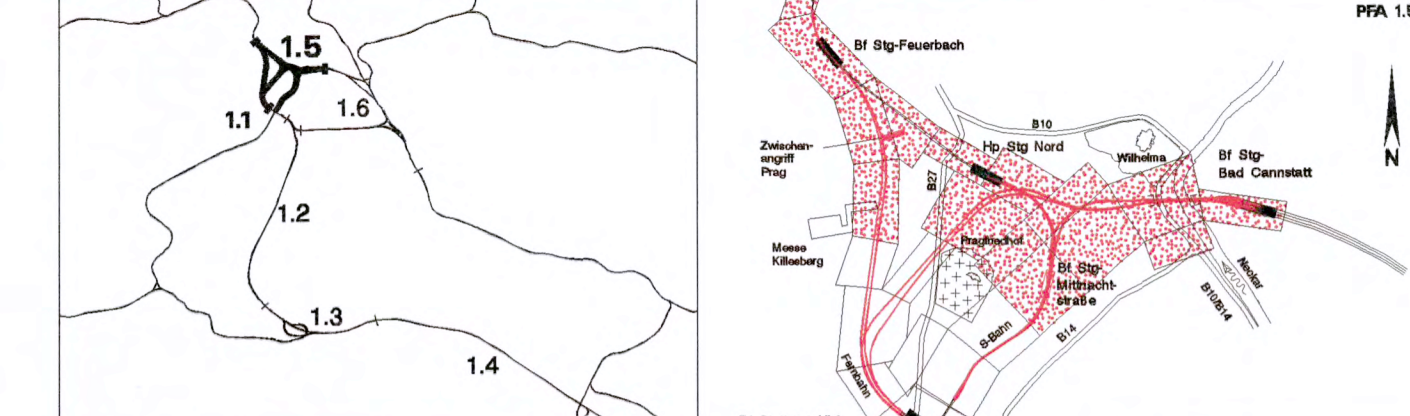 1.5
1.1
1.6
1.2
1.3
1.4
PFA 1.5
Bf Stg-Feuerbach
B10
N
Zwischen-
angriff
Prag
Hp Stg Nord
Wilhelma
Bf Stg-
Bad Cannstatt
B27
Pragfriedhof
Messe
Killesberg
Bf Stg-
Mittnacht-
straße
Neckar
B10/B14
S-Bahn
B14
Fernbahn